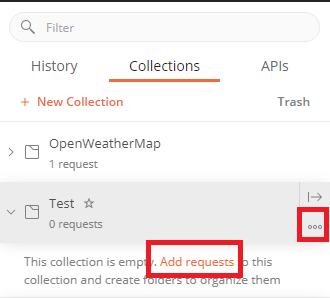 Filter
History Collections APIs
+ New Collection Trash
OpenWeatherMap
1 request
Test
0 requests
This collection is empty. Add requests to this
collection and create folders to organize them